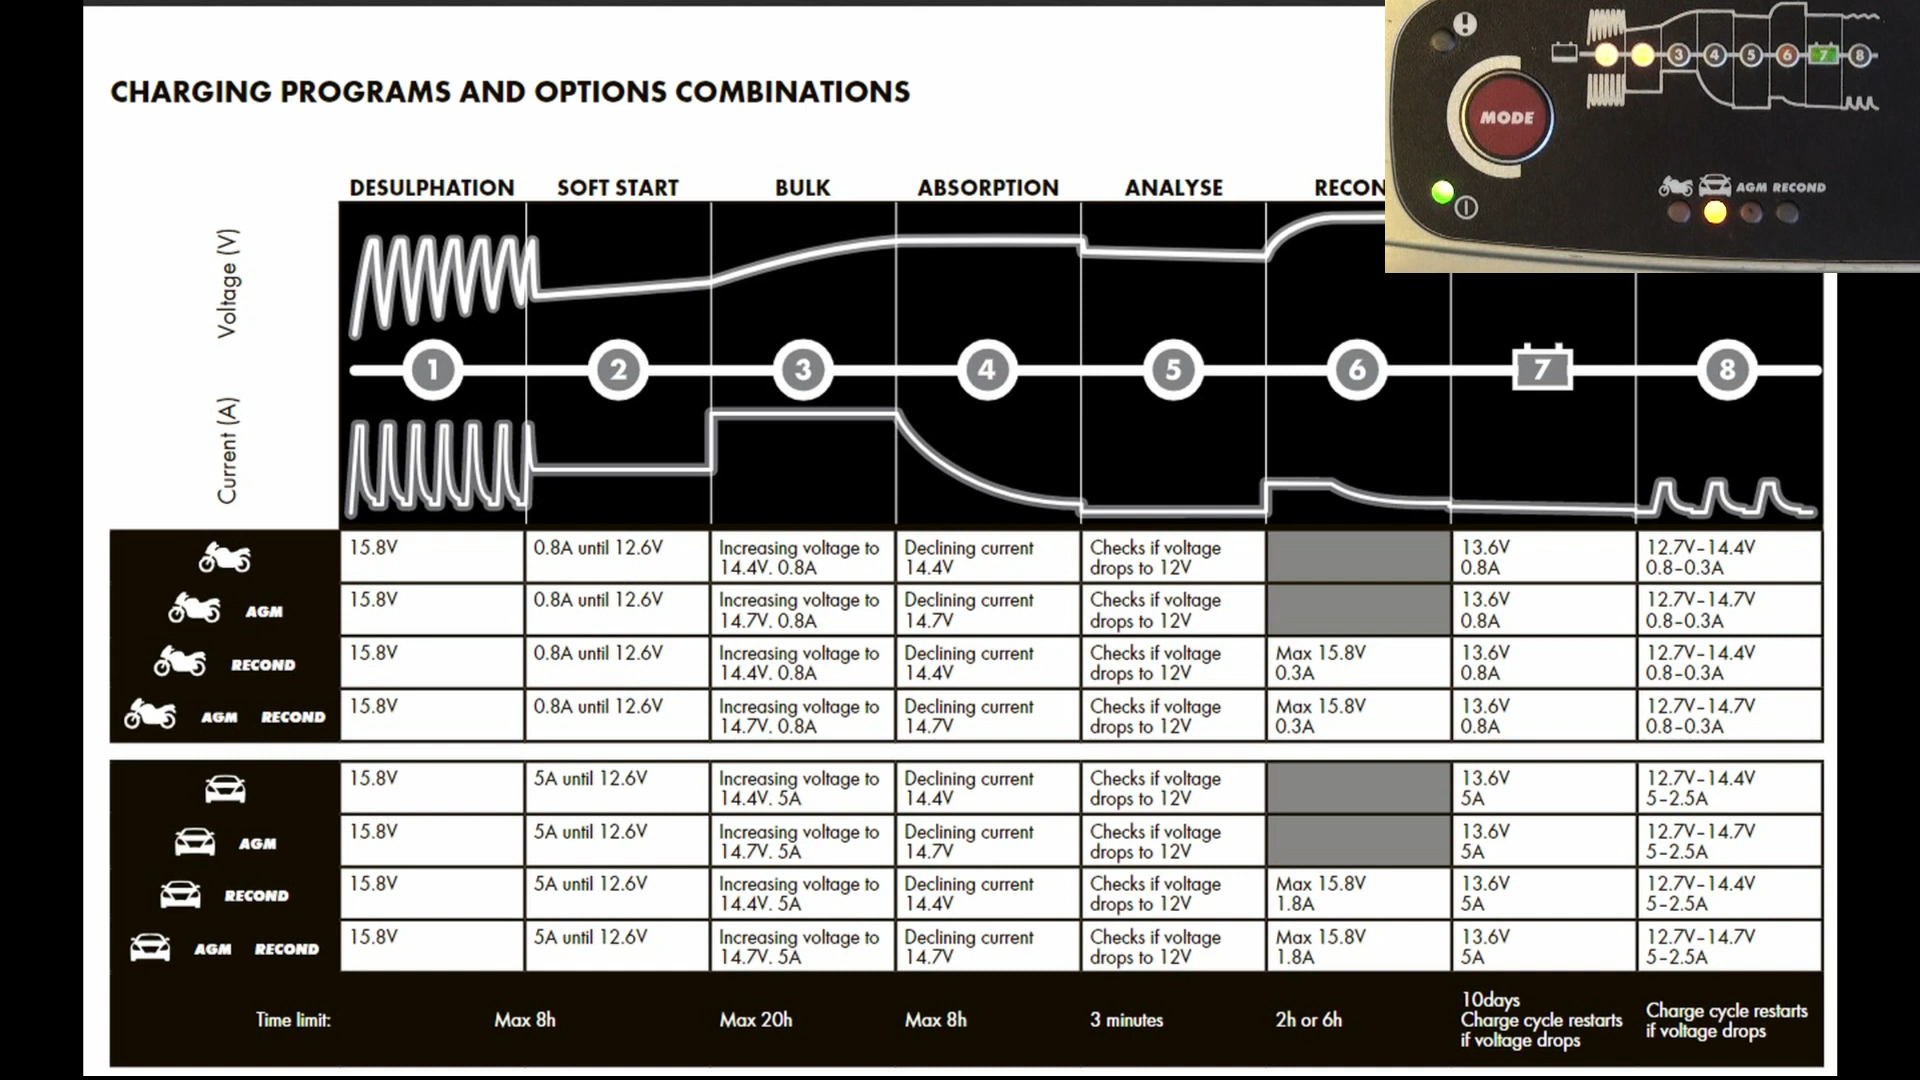 CHARGING PROGRAMS AND OPTIONS COMBINATIONS
DESULPHATION SOFT START BULK ABSORPTION ANALYSE RECON
Voltage (V)
Current (A)
1 2 3 4 5 6 7 8
MODE
3 4 5 6 7 8
AGM RECOND
15.8V 0.8A until 12.6V Increasing voltage to Declining current Checks if voltage 13.6V 12.7V-14.4V
14.4V. 0.8A 14.4V drops to 12V 0.8A 0.8-0.3A
AGM 15.8V 0.8A until 12.6V Increasing voltage to Declining current Checks if voltage 13.6V 12.7V-14.7V
14.7V. 0.8A 14.7V drops to 12V 0.8A 0.8-0.3A
RECOND 15.8V 0.8A until 12.6V Increasing voltage to Declining current Checks if voltage Max 15.8V 13.6V 12.7V-14.4V
14.4V. 0.8A 14.4V drops to 12V 0.3A 0.8A 0.8-0.3A
AGM RECOND 15.8V 0.8A until 12.6V Increasing voltage to Declining current Checks if voltage Max 15.8V 13.6V 12.7V-14.7V
14.7V. 0.8A 14.7V drops to 12V 0.3A 0.8A 0.8-0.3A
15.8V 5A until 12.6V Increasing voltage to Declining current Checks if voltage 13.6V 12.7V-14.4V
14.4V. 5A 14.4V drops to 12V 5A 5-2.5A
AGM 15.8V 5A until 12.6V Increasing voltage to Declining current Checks if voltage 13.6V 12.7V-14.7V
14.7V. 5A 14.7V drops to 12V 5A 5-2.5A
RECOND 15.8V 5A until 12.6V Increasing voltage to Declining current Checks if voltage Max 15.8V 13.6V 12.7V-14.4V
14.4V. 5A 14.4V drops to 12V 1.8A 5A 5-2.5A
AGM RECOND 15.8V 5A until 12.6V Increasing voltage to Declining current Checks if voltage Max 15.8V 13.6V 12.7V-14.7V
14.7V. 5A 14.7V drops to 12V 1.8A 5A 5-2.5A
Time limit: Max 8h Max 20h Max 8h 3 minutes 2h or 6h
10days
Charge cycle restarts
if voltage drops
Charge cycle restarts
if voltage drops